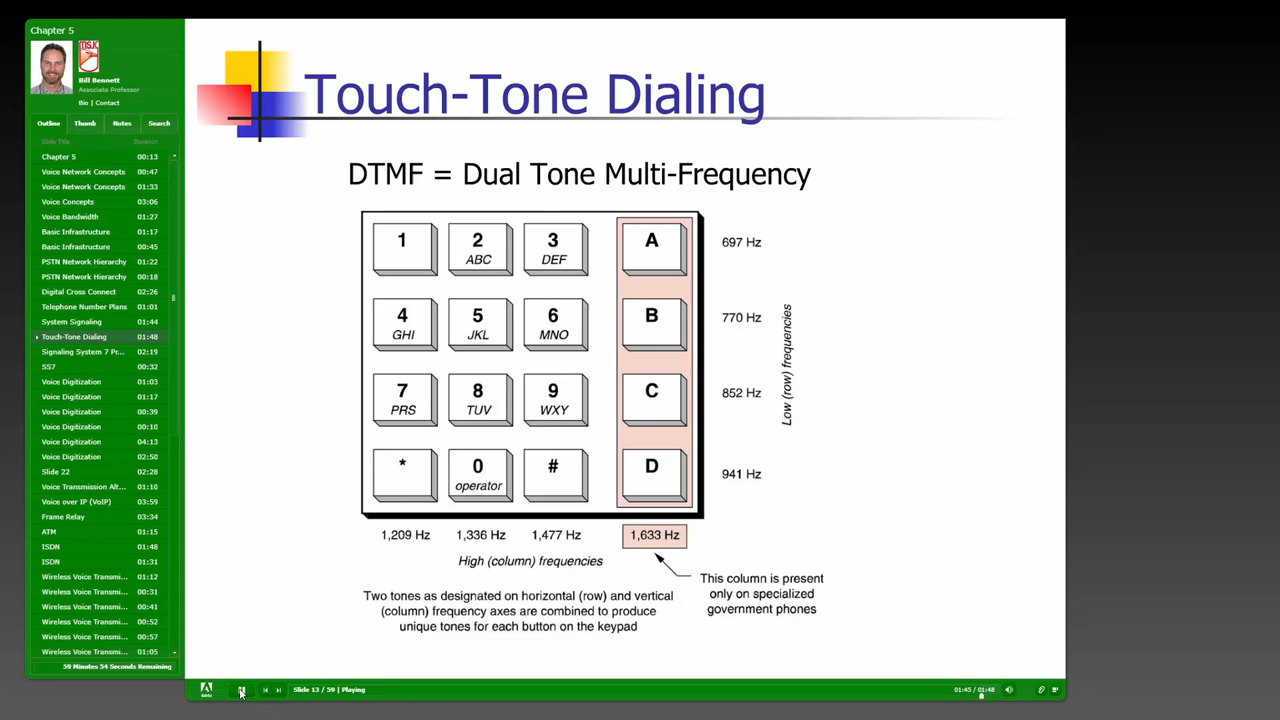 Chapter 5
M.S.K
Bill Bennett
Associate Professor
Bio | Contact
Outline Thumb Notes Search
Slide Title Duration
Chapter 5 00:13
Voice Network Concepts 00:47
Voice Network Concepts 01:33
Voice Concepts 03:06
Voice Bandwidth 01:27
Basic Infrastructure 01:17
Basic Infrastructure 00:45
PSTN Network Hierarchy 01:22
PSTN Network Hierarchy 00:18
Digital Cross Connect 02:26
Telephone Number Plans 01:01
System Signaling 01:44
Touch-Tone Dialing 01:48
Signaling System 7 Pr... 02:19
SS7 00:32
Voice Digitization 01:03
Voice Digitization 01:17
Voice Digitization 00:39
Voice Digitization 00:10
Voice Digitization 04:13
Voice Digitization 02:50
Slide 22 02:28
Voice Transmission Alt... 01:10
Voice over IP (VoIP) 03:59
Frame Relay 03:34
ATM 01:15
ISDN 01:48
ISDN 01:31
Wireless Voice Transmi... 01:12
Wireless Voice Transmi... 00:31
Wireless Voice Transmi... 00:41
Wireless Voice Transmi... 00:52
Wireless Voice Transmi... 00:57
Wireless Voice Transmi... 01:05
59 Minutes 54 Seconds Remaining
Touch-Tone Dialing
DTMF = Dual Tone Multi-Frequency
1 2 3 A 697 Hz
ABC DEF
4 5 6 B 770 Hz
GHI JKL MNO
7 8 9 C 852 Hz
PRS TUV WXY
* 0 # D 941 Hz
operator
Low (row) frequencies
1,209 Hz 1,336 Hz 1,477 Hz 1,633 Hz
High (column) frequencies
This column is present
only on specialized
government phones
Two tones as designated on horizontal (row) and vertical
(column) frequency axes are combined to produce
unique tones for each button on the keypad
Slide 13 / 59 | Playing
01:45 / 01:48